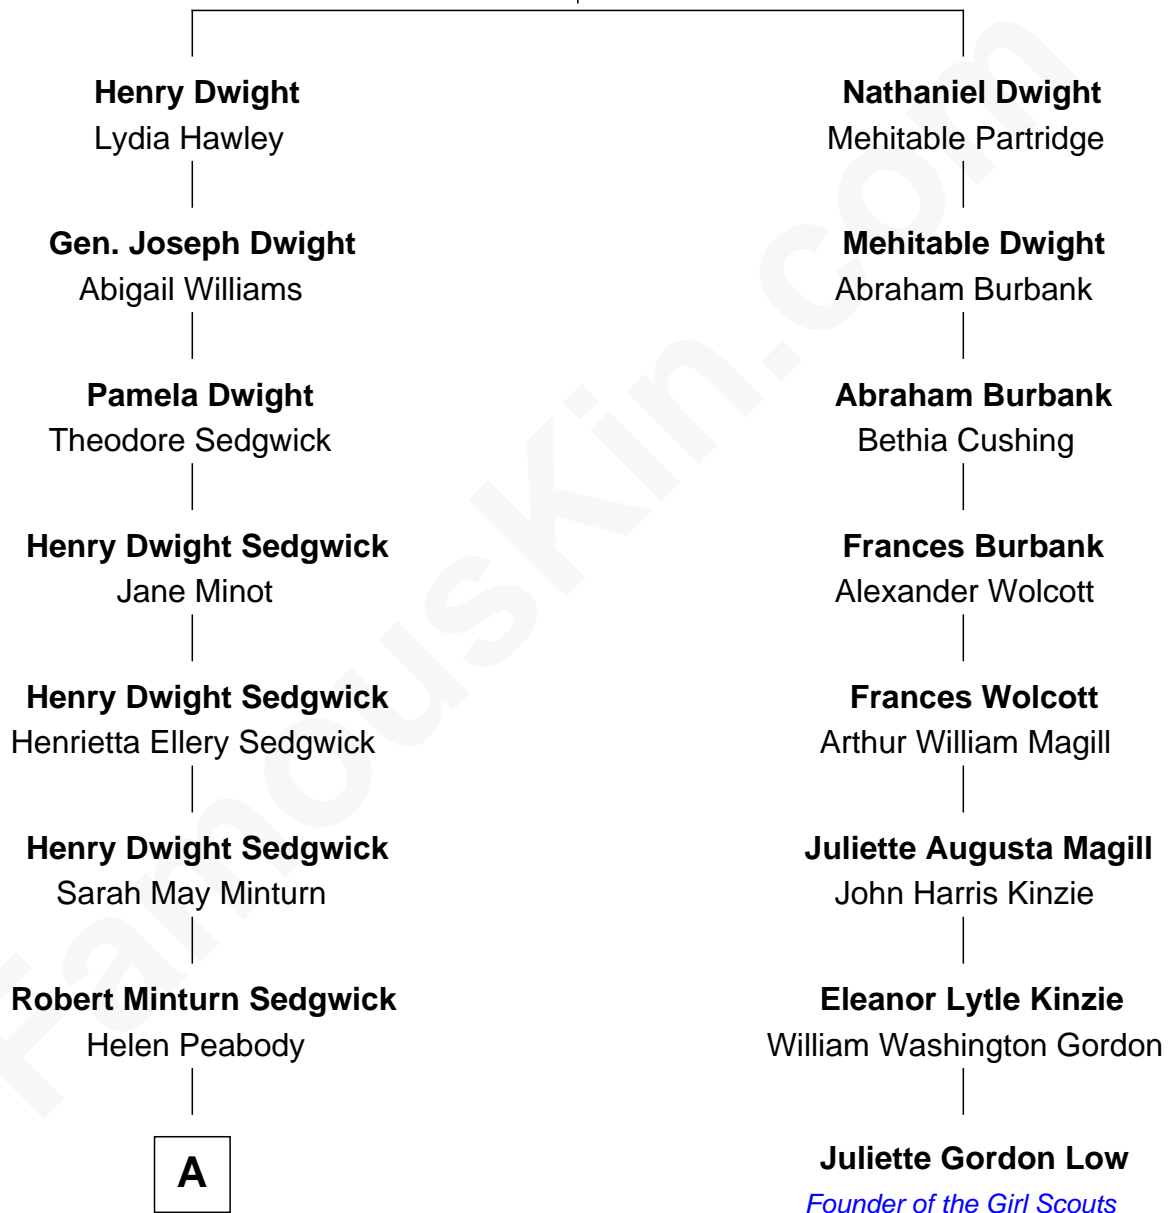 Henry Dwight
Lydia Hawley
Gen. Joseph Dwight
Abigail Williams
Pamela Dwight
Theodore Sedgwick
Henry Dwight Sedgwick
Jane Minot
Henry Dwight Sedgwick
Henrietta Ellery Sedgwick
Henry Dwight Sedgwick
Sarah May Minturn
Robert Minturn Sedgwick
Helen Peabody
A
Nathaniel Dwight
Mehitable Partridge
Mehitable Dwight
Abraham Burbank
Abraham Burbank
Bethia Cushing
Frances Burbank
Alexander Wolcott
Frances Wolcott
Arthur William Magill
Juliette Augusta Magill
John Harris Kinzie
Eleanor Lytle Kinzie
William Washington Gordon
Juliette Gordon Low
Founder of the Girl Scouts
FamousKin.com